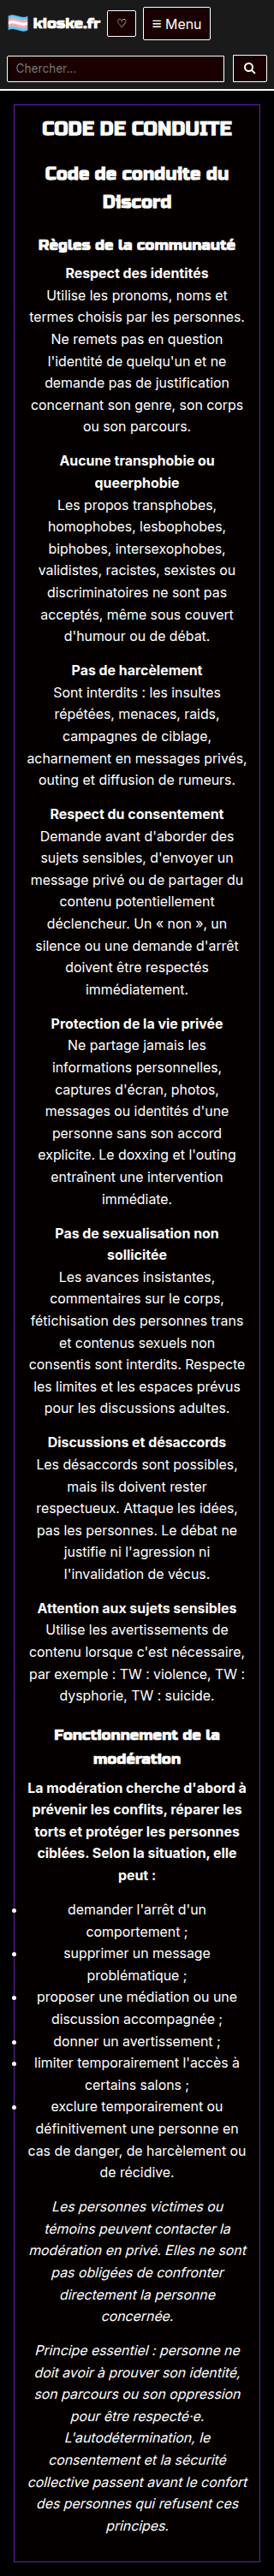 kloske.fr ♡ ≡ Menu
Chercher...
CODE DE CONDUITE
Code de conduite du
Discord
Règles de la communauté
Respect des identités
Utilise les pronoms, noms et
termes choisis par les personnes.
Ne remets pas en question
l'identité de quelqu'un et ne
demande pas de justification
concernant son genre, son corps
ou son parcours.
Aucune transphobie ou
queerphobie
Les propos transphobes,
homophobes, lesbophobes,
biphobes, intersexophobes,
validistes, racistes, sexistes ou
discriminatoires ne sont pas
acceptés, même sous couvert
d'humour ou de débat.
Pas de harcèlement
Sont interdits : les insultes
répétées, menaces, raids,
campagnes de ciblage,
acharnement en messages privés,
outing et diffusion de rumeurs.
Respect du consentement
Demande avant d'aborder des
sujets sensibles, d'envoyer un
message privé ou de partager du
contenu potentiellement
déclencheur. Un « non », un
silence ou une demande d'arrêt
doivent être respectés
immédiatement.
Protection de la vie privée
Ne partage jamais les
informations personnelles,
captures d'écran, photos,
messages ou identités d'une
personne sans son accord
explicite. Le doxxing et l'outing
entraînent une intervention
immédiate.
Pas de sexualisation non
sollicitée
Les avances insistantes,
commentaires sur le corps,
fétichisation des personnes trans
et contenus sexuels non
consentis sont interdits. Respecte
les limites et les espaces prévus
pour les discussions adultes.
Discussions et désaccords
Les désaccords sont possibles,
mais ils doivent rester
respectueux. Attaque les idées,
pas les personnes. Le débat ne
justifie ni l'agression ni
l'invalidation de vécus.
Attention aux sujets sensibles
Utilise les avertissements de
contenu lorsque c'est nécessaire,
par exemple : TW : violence, TW :
dysphorie, TW : suicide.
Fonctionnement de la
modération
La modération cherche d'abord à
prévenir les conflits, réparer les
torts et protéger les personnes
ciblées. Selon la situation, elle
peut :
• demander l'arrêt d'un
comportement ;
• supprimer un message
problématique ;
• proposer une médiation ou une
discussion accompagnée ;
• donner un avertissement ;
• limiter temporairement l'accès à
certains salons ;
• exclure temporairement ou
définitivement une personne en
cas de danger, de harcèlement ou
de récidive.
Les personnes victimes ou
témoins peuvent contacter la
modération en privé. Elles ne sont
pas obligées de confronter
directement la personne
concernée.
Principe essentiel : personne ne
doit avoir à prouver son identité,
son parcours ou son oppression
pour être respecté·e.
L'autodétermination, le
consentement et la sécurité
collective passent avant le confort
des personnes qui refusent ces
principes.